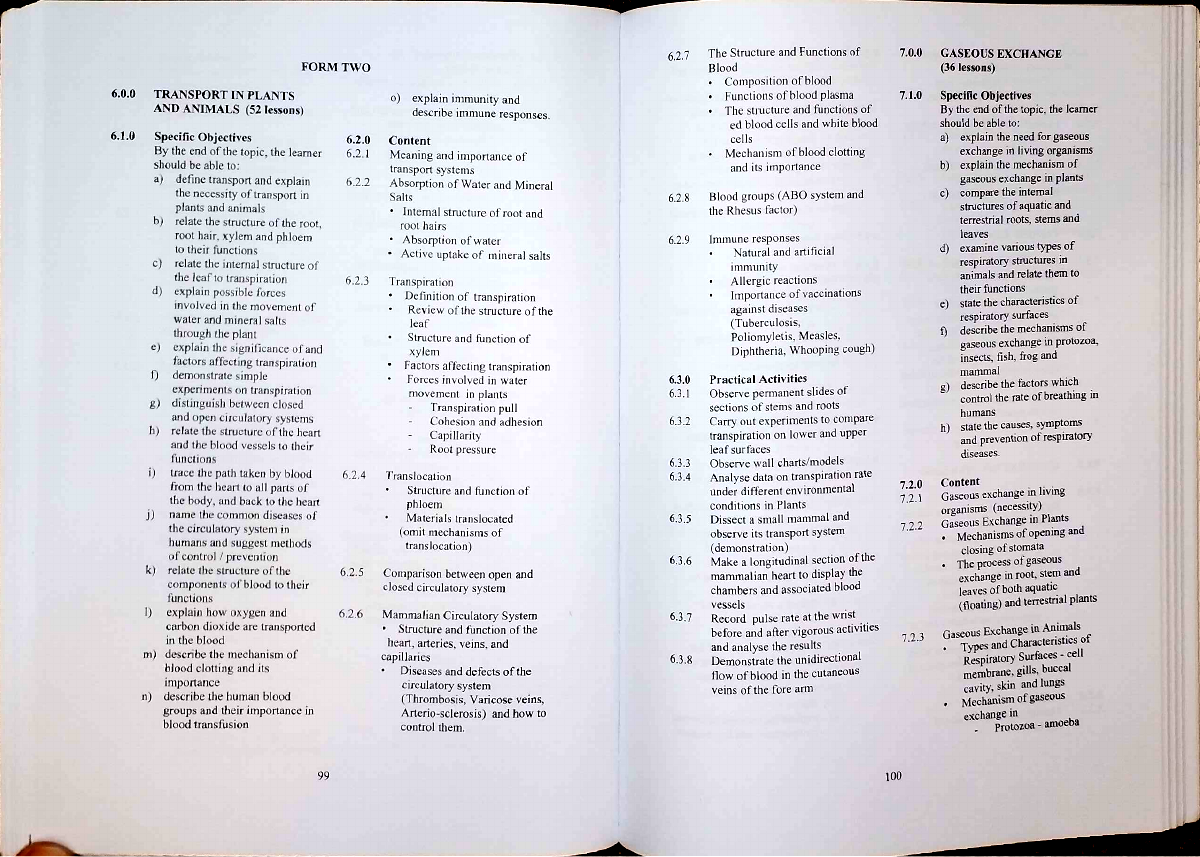 FORM TWO
6.0.0 TRANSPORT IN PLANTS
AND ANIMALS (52 lessons)
6.1.0 Specific Objectives
By the end of the topic, the learner
should be able to:
a) define transport and explain
the necessity of transport in
plants and animals
b) relate the structure of the root,
root hair, xylem and phloem
to their functions
c) relate the internal structure of
the leaf to transpiration
d) explain possible forces
involved in the movement of
water and mineral salts
through the plant
e) explain the significance of and
factors affecting transpiration
f) demonstrate simple
experiments on transpiration
g) distinguish between closed
and open circulatory systems
h) relate the structure of the heart
and the blood vessels to their
functions
i) trace the path taken by blood
from the heart to all parts of
the body, and back to the heart
j) name the common diseases of
the circulatory system in
humans and suggest methods
of control / prevention
k) relate the structure of the
components of blood to their
functions
l) explain how oxygen and
carbon dioxide are transported
in the blood
m) describe the mechanism of
blood clotting and its
importance
n) describe the human blood
groups and their importance in
blood transfusion
o) explain immunity and
describe immune responses.
6.2.0 Content
6.2.1 Meaning and importance of
transport systems
6.2.2 Absorption of Water and Mineral
Salts
• Internal structure of root and
root hairs
• Absorption of water
• Active uptake of mineral salts
6.2.3 Transpiration
• Definition of transpiration
• Review of the structure of the
leaf
• Structure and function of
xylem
• Factors affecting transpiration
• Forces involved in water
movement in plants
- Transpiration pull
- Cohesion and adhesion
- Capillarity
- Root pressure
6.2.4 Translocation
• Structure and function of
phloem
• Materials translocated
(omit mechanisms of
translocation)
6.2.5 Comparison between open and
closed circulatory system
6.2.6 Mammalian Circulatory System
• Structure and function of the
heart, arteries, veins, and
capillaries
• Diseases and defects of the
circulatory system
(Thrombosis, Varicose veins,
Arterio-sclerosis) and how to
control them.
99
6.2.7 The Structure and Functions of
Blood
• Composition of blood
• Functions of blood plasma
• The structure and functions of
ed blood cells and white blood
cells
• Mechanism of blood clotting
and its importance
6.2.8 Blood groups (ABO system and
the Rhesus factor)
6.2.9 Immune responses
• Natural and artificial
immunity
• Allergic reactions
• Importance of vaccinations
against diseases
(Tuberculosis,
Poliomyletis, Measles,
Diphtheria, Whooping cough)
6.3.0 Practical Activities
6.3.1 Observe permanent slides of
sections of stems and roots
6.3.2 Carry out experiments to compare
transpiration on lower and upper
leaf surfaces
6.3.3 Observe wall charts/models
6.3.4 Analyse data on transpiration rate
under different environmental
conditions in Plants
6.3.5 Dissect a small mammal and
observe its transport system
(demonstration)
6.3.6 Make a longitudinal section of the
mammalian heart to display the
chambers and associated blood
vessels
6.3.7 Record pulse rate at the wrist
before and after vigorous activities
and analyse the results
6.3.8 Demonstrate the unidirectional
flow of blood in the cutaneous
veins of the fore arm
7.0.0 GASEOUS EXCHANGE
(36 lessons)
7.1.0 Specific Objectives
By the end of the topic, the learner
should be able to:
a) explain the need for gaseous
exchange in living organisms
b) explain the mechanism of
gaseous exchange in plants
c) compare the internal
structures of aquatic and
terrestrial roots, stems and
leaves
d) examine various types of
respiratory structures in
animals and relate them to
their functions
e) state the characteristics of
respiratory surfaces
f) describe the mechanisms of
gaseous exchange in protozoa,
insects, fish, frog and
mammal
g) describe the factors which
control the rate of breathing in
humans
h) state the causes, symptoms
and prevention of respiratory
diseases.
7.2.0 Content
7.2.1 Gaseous exchange in living
organisms (necessity)
7.2.2 Gaseous Exchange in Plants
• Mechanisms of opening and
closing of stomata
• The process of gaseous
exchange in root, stem and
leaves of both aquatic
(floating) and terrestrial plants
7.2.3 Gaseous Exchange in Animals
• Types and Characteristics of
Respiratory Surfaces - cell
membrane, gills, buccal
cavity, skin and lungs
• Mechanism of gaseous
exchange in
- Protozoa - amoeba
100